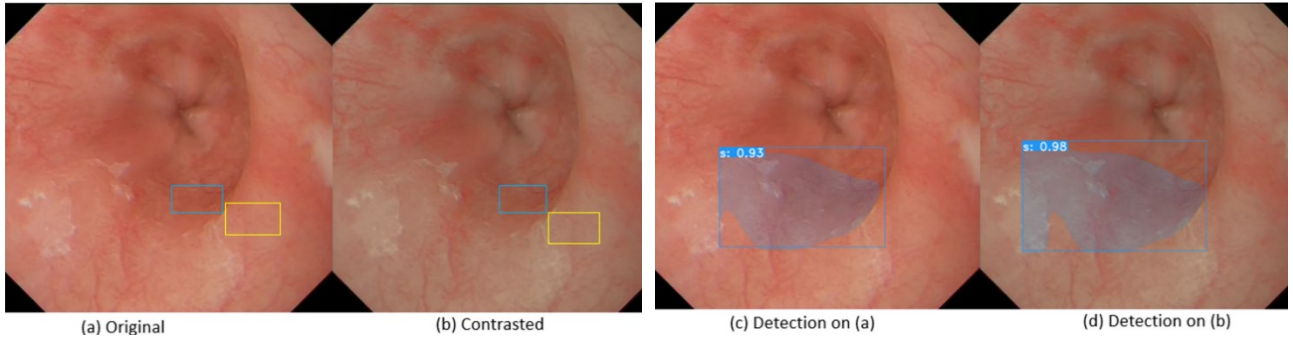 s: 0.93
s: 0.98
(a) Original
(b) Contrasted
(c) Detection on (a)
(d) Detection on (b)